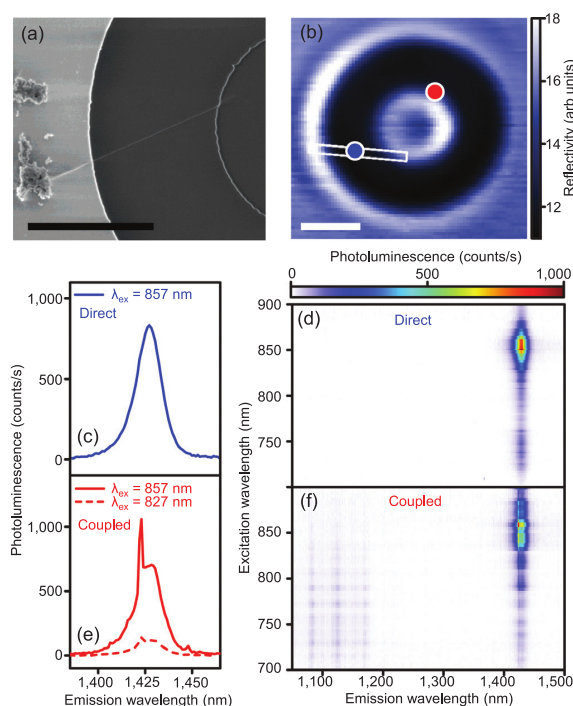 (a)
(b)
18
16
14
12
Reflectivity (arb units)
Photoluminescence (counts/s)
0
500
1,000
λex = 857 nm
Direct
1,000
500
0
(c)
Photoluminescence (counts/s)
λex = 857 nm
λex = 827 nm
Coupled
1,000
500
0
(e)
1,400
1,425
1,450
Emission wavelength (nm)
(d)
Direct
900
850
800
750
Excitation wavelength (nm)
(f)
Coupled
850
800
750
700
1,100
1,200
1,300
1,400
1,500
Emission wavelength (nm)